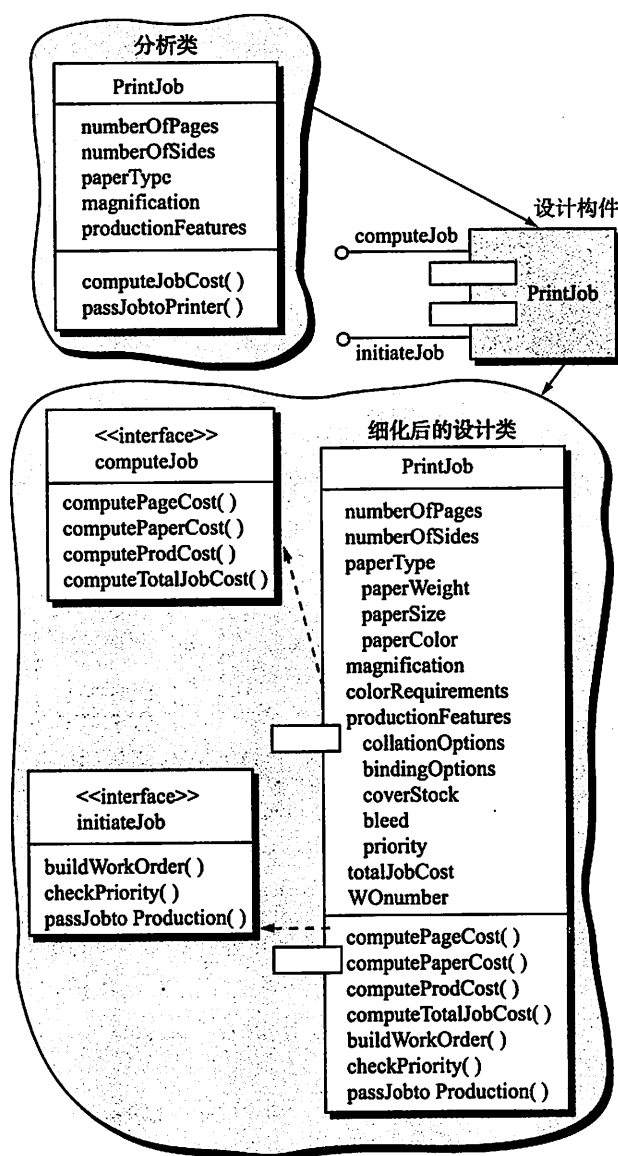 分析类
PrintJob
numberOfPages
numberOfSides
paperType
magnification
productionFeatures
computeJobCost( )
passJobtoPrinter( )
设计构件
computeJob
PrintJob
initiateJob
细化后的设计类
<<interface>>
computeJob
computePageCost( )
computePaperCost( )
computeProdCost( )
computeTotalJobCost( )
<<interface>>
initiateJob
buildWorkOrder( )
checkPriority( )
passJobto Production( )
PrintJob
numberOfPages
numberOfSides
paperType
paperWeight
paperSize
paperColor
magnification
colorRequirements
productionFeatures
collationOptions
bindingOptions
coverStock
bleed
priority
totalJobCost
WOnumber
computePageCost( )
computePaperCost( )
computeProdCost( )
computeTotalJobCost( )
buildWorkOrder( )
checkPriority( )
passJobto Production( )